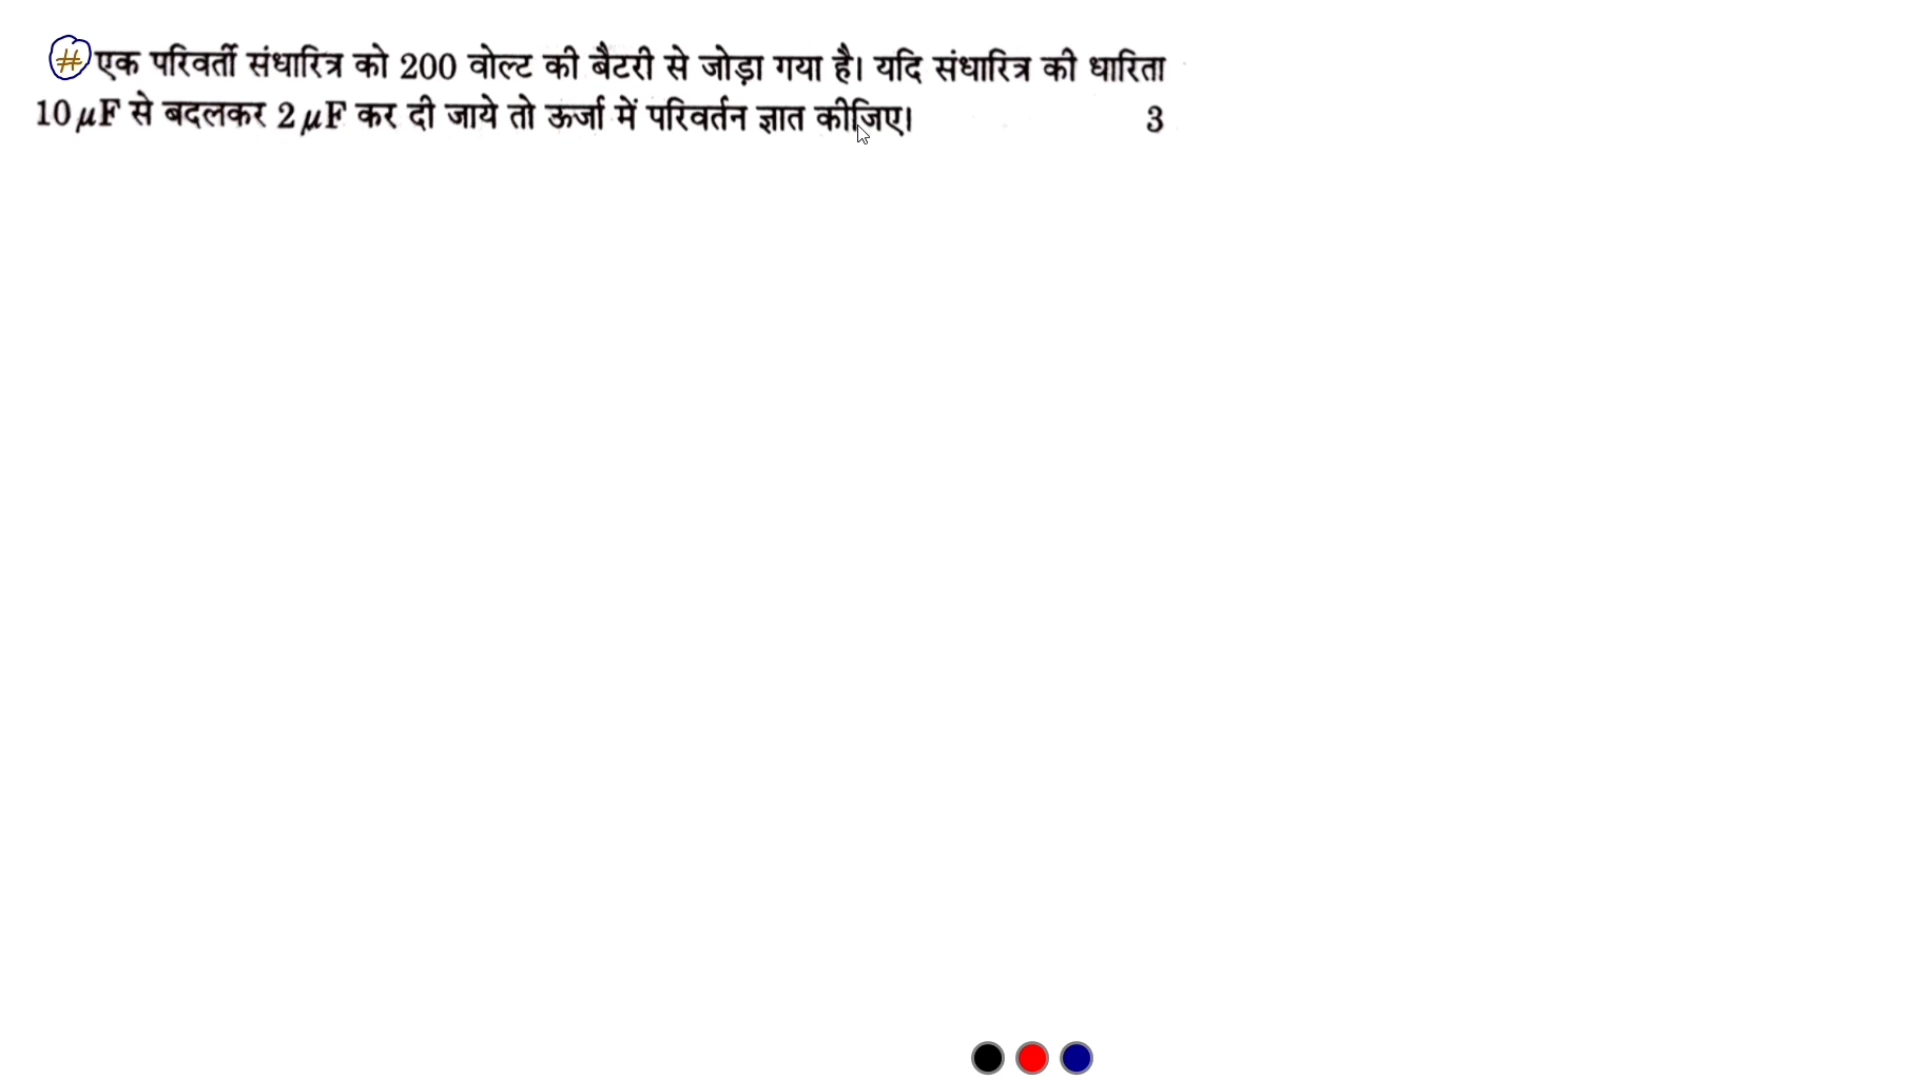 # एक परिवर्ती संधारित्र को 200 वोल्ट की बैटरी से जोड़ा गया है। यदि संधारित्र की धारिता
10 μF से बदलकर 2 μF कर दी जाये तो ऊर्जा में परिवर्तन ज्ञात कीजिए। 3